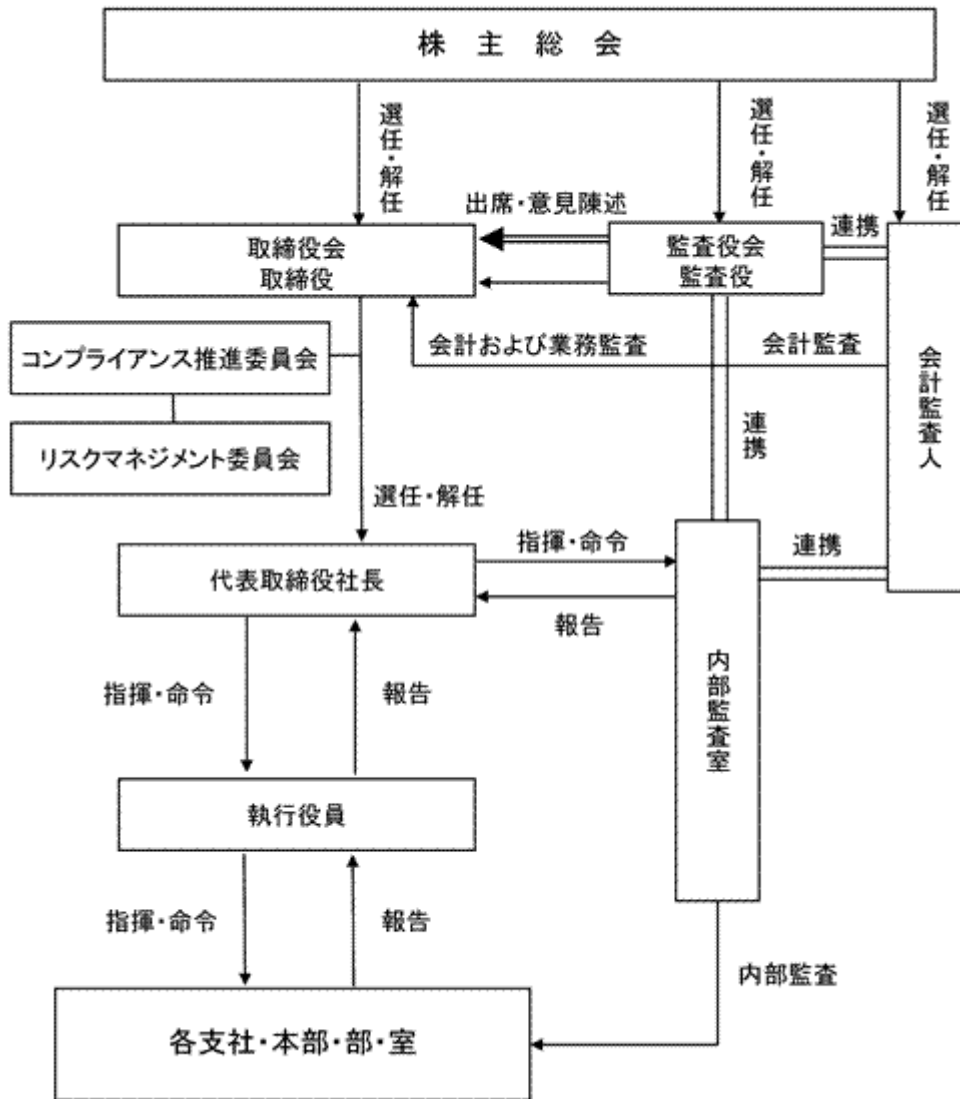 株主総会
選任・解任
選任・解任
選任・解任
出席・意見陳述
連携
取締役会
取締役
監査役会
監査役
会計監査人
会計および業務監査
会計監査
コンプライアンス推進委員会
リスクマネジメント委員会
連携
選任・解任
指揮・命令
連携
代表取締役社長
報告
内部監査室
指揮・命令
報告
執行役員
指揮・命令
報告
内部監査
各支社・本部・部・室